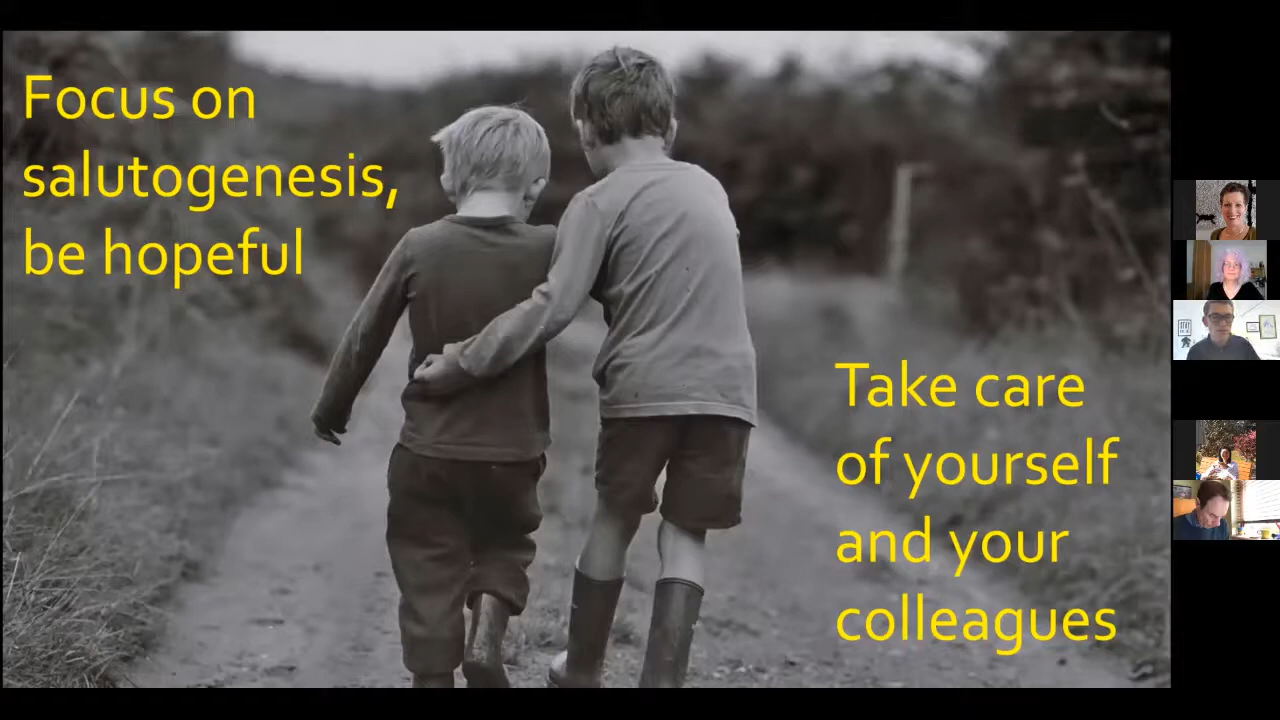 Focus on
salutogenesis,
be hopeful
Take care
of yourself
and your
colleagues